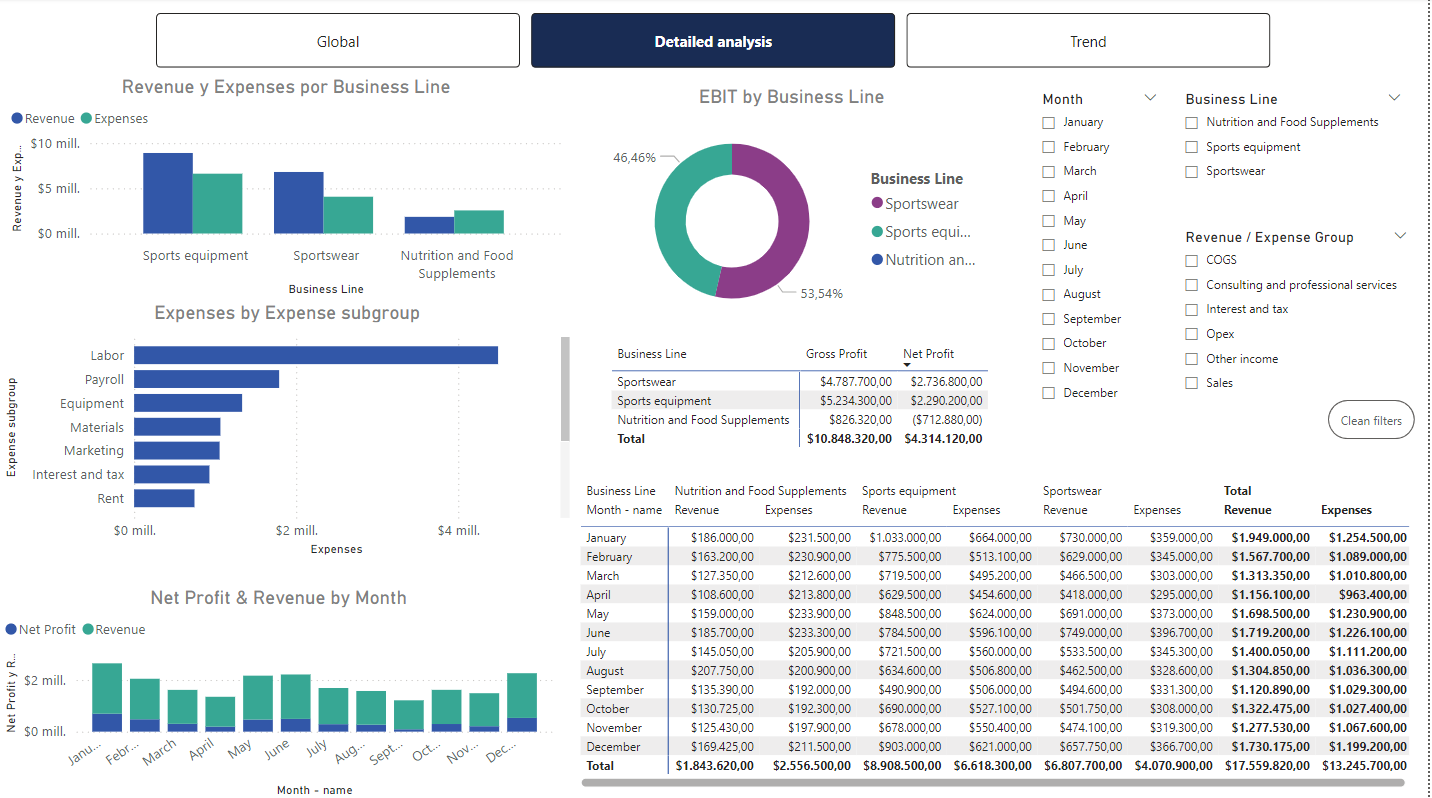 Global
Detailed analysis
Trend
Revenue y Expenses por Business Line
Revenue Expenses
Revenue y Exp...
$10 mill.
$5 mill.
$0 mill.
Sports equipment
Sportswear
Nutrition and Food
Supplements
Business Line
Expenses by Expense subgroup
Expense subgroup
Labor
Payroll
Equipment
Materials
Marketing
Interest and tax
Rent
$0 mill.
$2 mill.
$4 mill.
Expenses
Net Profit & Revenue by Month
Net Profit Revenue
Net Profit y R...
$2 mill.
$0 mill.
Janu...
Febr...
March
April
May
June
July
Aug...
Sept...
Oct...
Nov...
Dec...
Month - name
EBIT by Business Line
46,46%
53,54%
Business Line
Sportswear
Sports equi...
Nutrition an...
Business Line Gross Profit Net Profit
Sportswear $4.787.700,00 $2.736.800,00
Sports equipment $5.234.300,00 $2.290.200,00
Nutrition and Food Supplements $826.320,00 ($712.880,00)
Total $10.848.320,00 $4.314.120,00
Month
January
February
March
April
May
June
July
August
September
October
November
December
Business Line
Nutrition and Food Supplements
Sports equipment
Sportswear
Revenue / Expense Group
COGS
Consulting and professional services
Interest and tax
Opex
Other income
Sales
Clean filters
Business Line Nutrition and Food Supplements Sports equipment Sportswear Total
Month - name Revenue Expenses Revenue Expenses Revenue Expenses Revenue Expenses
January $186.000,00 $231.500,00 $1.033.000,00 $664.000,00 $730.000,00 $359.000,00 $1.949.000,00 $1.254.500,00
February $163.200,00 $230.900,00 $775.500,00 $513.100,00 $629.000,00 $345.000,00 $1.567.700,00 $1.089.000,00
March $127.350,00 $212.600,00 $719.500,00 $495.200,00 $466.500,00 $303.000,00 $1.313.350,00 $1.010.800,00
April $108.600,00 $213.800,00 $629.500,00 $454.600,00 $418.000,00 $295.000,00 $1.156.100,00 $963.400,00
May $159.000,00 $233.900,00 $848.500,00 $624.000,00 $691.000,00 $373.000,00 $1.698.500,00 $1.230.900,00
June $185.700,00 $233.300,00 $784.500,00 $596.100,00 $749.000,00 $396.700,00 $1.719.200,00 $1.226.100,00
July $145.050,00 $205.900,00 $721.500,00 $560.000,00 $533.500,00 $345.300,00 $1.400.050,00 $1.111.200,00
August $207.750,00 $200.900,00 $634.600,00 $506.800,00 $462.500,00 $328.600,00 $1.304.850,00 $1.036.300,00
September $135.390,00 $192.000,00 $490.900,00 $506.000,00 $494.600,00 $331.300,00 $1.120.890,00 $1.029.300,00
October $130.725,00 $192.300,00 $690.000,00 $527.100,00 $501.750,00 $308.000,00 $1.322.475,00 $1.027.400,00
November $125.430,00 $197.900,00 $678.000,00 $550.400,00 $474.100,00 $319.300,00 $1.277.530,00 $1.067.600,00
December $169.425,00 $211.500,00 $903.000,00 $621.000,00 $657.750,00 $366.700,00 $1.730.175,00 $1.199.200,00
Total $1.843.620,00 $2.556.500,00 $8.908.500,00 $6.618.300,00 $6.807.700,00 $4.070.900,00 $17.559.820,00 $13.245.700,00